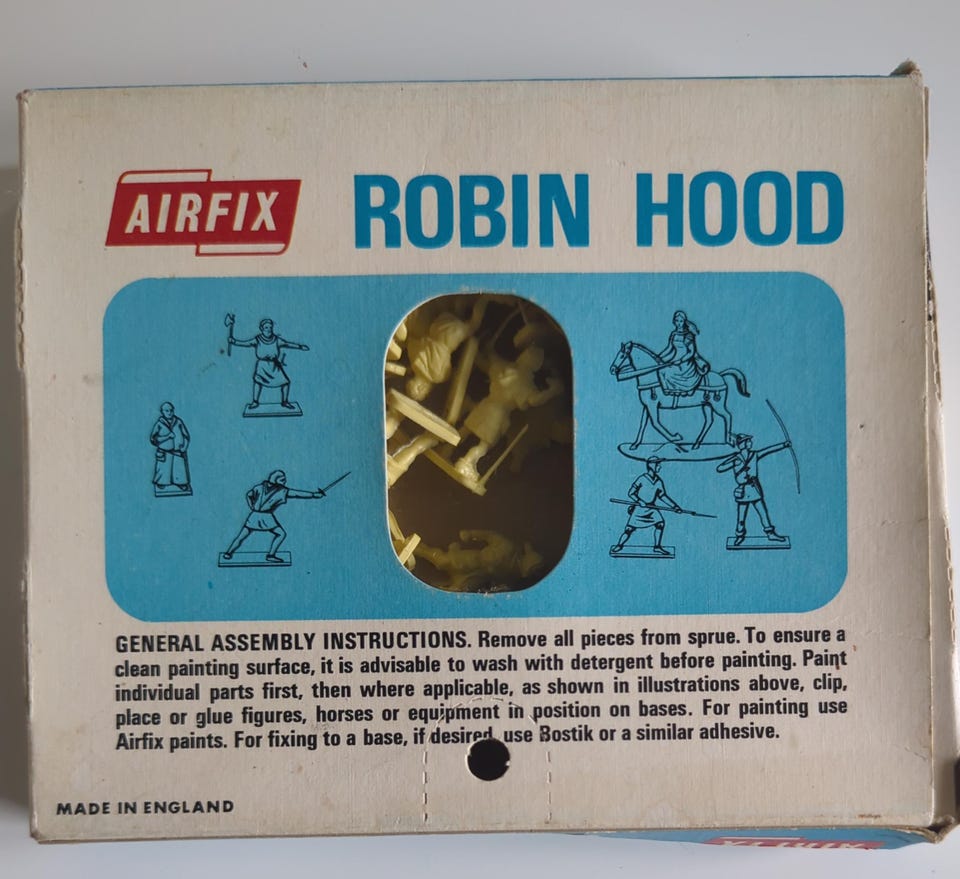 AIRFIX
ROBIN HOOD
GENERAL ASSEMBLY INSTRUCTIONS. Remove all pieces from sprue. To ensure a
clean painting surface, it is advisable to wash with detergent before painting. Paint
individual parts first, then where applicable, as shown in illustrations above, clip,
place or glue figures, horses or equipment in position on bases. For painting use
Airfix paints. For fixing to a base, if desired, use Bostik or a similar adhesive.
MADE IN ENGLAND
AIRFIX